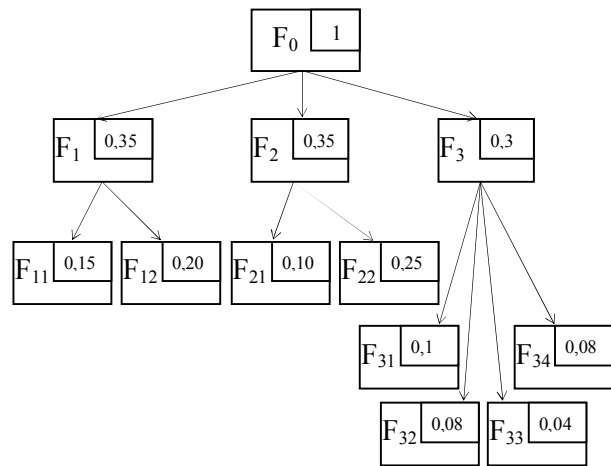 F₀ 1
F₁ 0,35
F₂ 0,35
F₃ 0,3
F₁₁ 0,15
F₁₂ 0,20
F₂₁ 0,10
F₂₂ 0,25
F₃₁ 0,1
F₃₄ 0,08
F₃₂ 0,08
F₃₃ 0,04